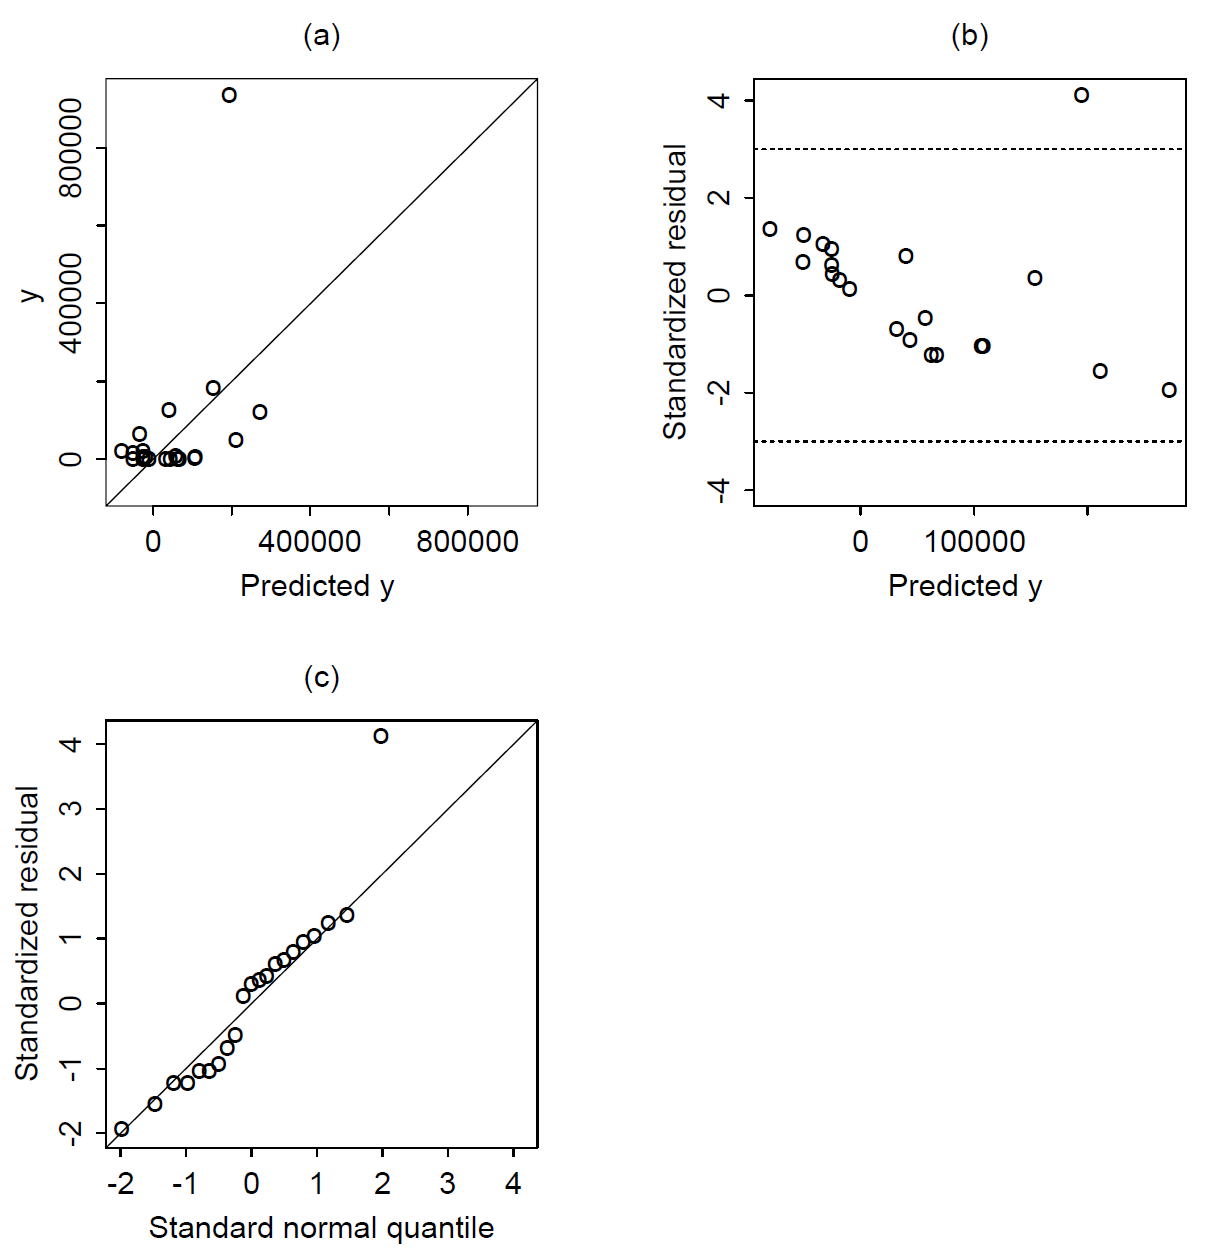 (a)
y
800000
400000
0
0 400000 800000
Predicted y
(b)
Standardized residual
4
2
0
-2
-4
0 100000
Predicted y
(c)
Standardized residual
4
3
2
1
0
-1
-2
-2 -1 0 1 2 3 4
Standard normal quantile